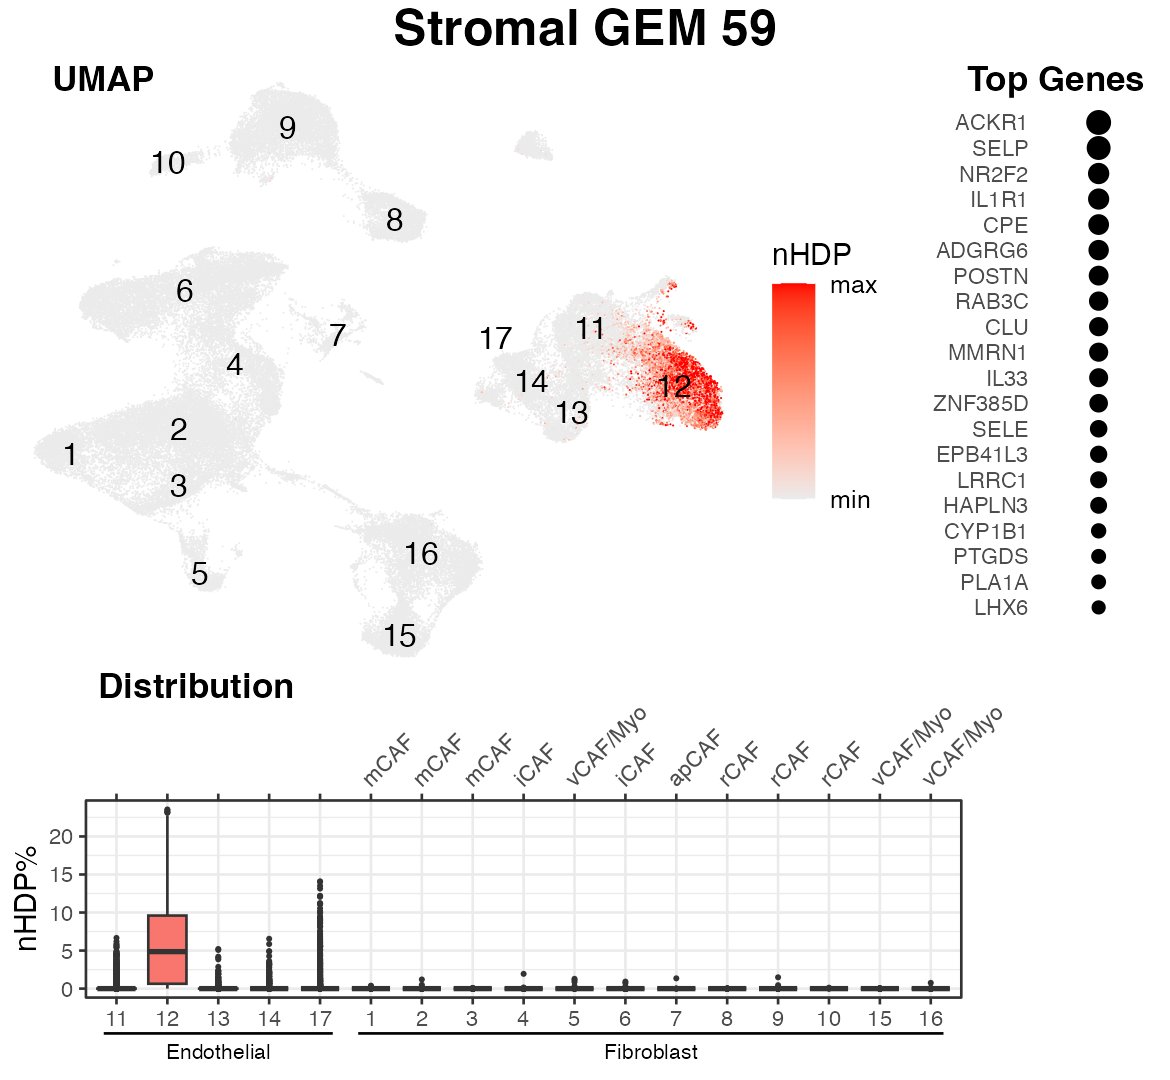 Stromal GEM 59
UMAP
Top Genes
9
10
8
6
7
4
2
1
3
5
16
15
17
11
14
12
13
nHDP
max
min
ACKR1
SELP
NR2F2
IL1R1
CPE
ADGRG6
POSTN
RAB3C
CLU
MMRN1
IL33
ZNF385D
SELE
EPB41L3
LRRC1
HAPLN3
CYP1B1
PTGDS
PLA1A
LHX6
Distribution
mCAF
mCAF
mCAF
iCAF
vCAF/Myo
iCAF
apCAF
rCAF
rCAF
rCAF
vCAF/Myo
vCAF/Myo
nHDP%
20
15
10
5
0
11 12 13 14 17 1 2 3 4 5 6 7 8 9 10 15 16
Endothelial Fibroblast